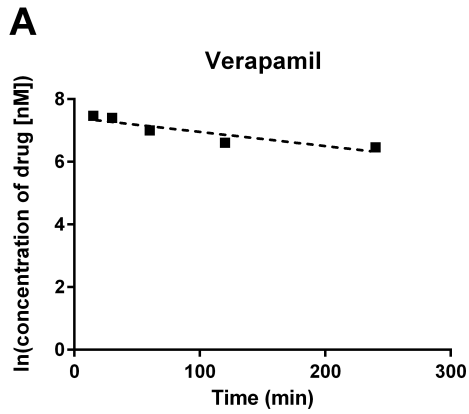 A
Verapamil
ln(concentration of drug [nM])
8
6
4
2
0
0 100 200 300
Time (min)